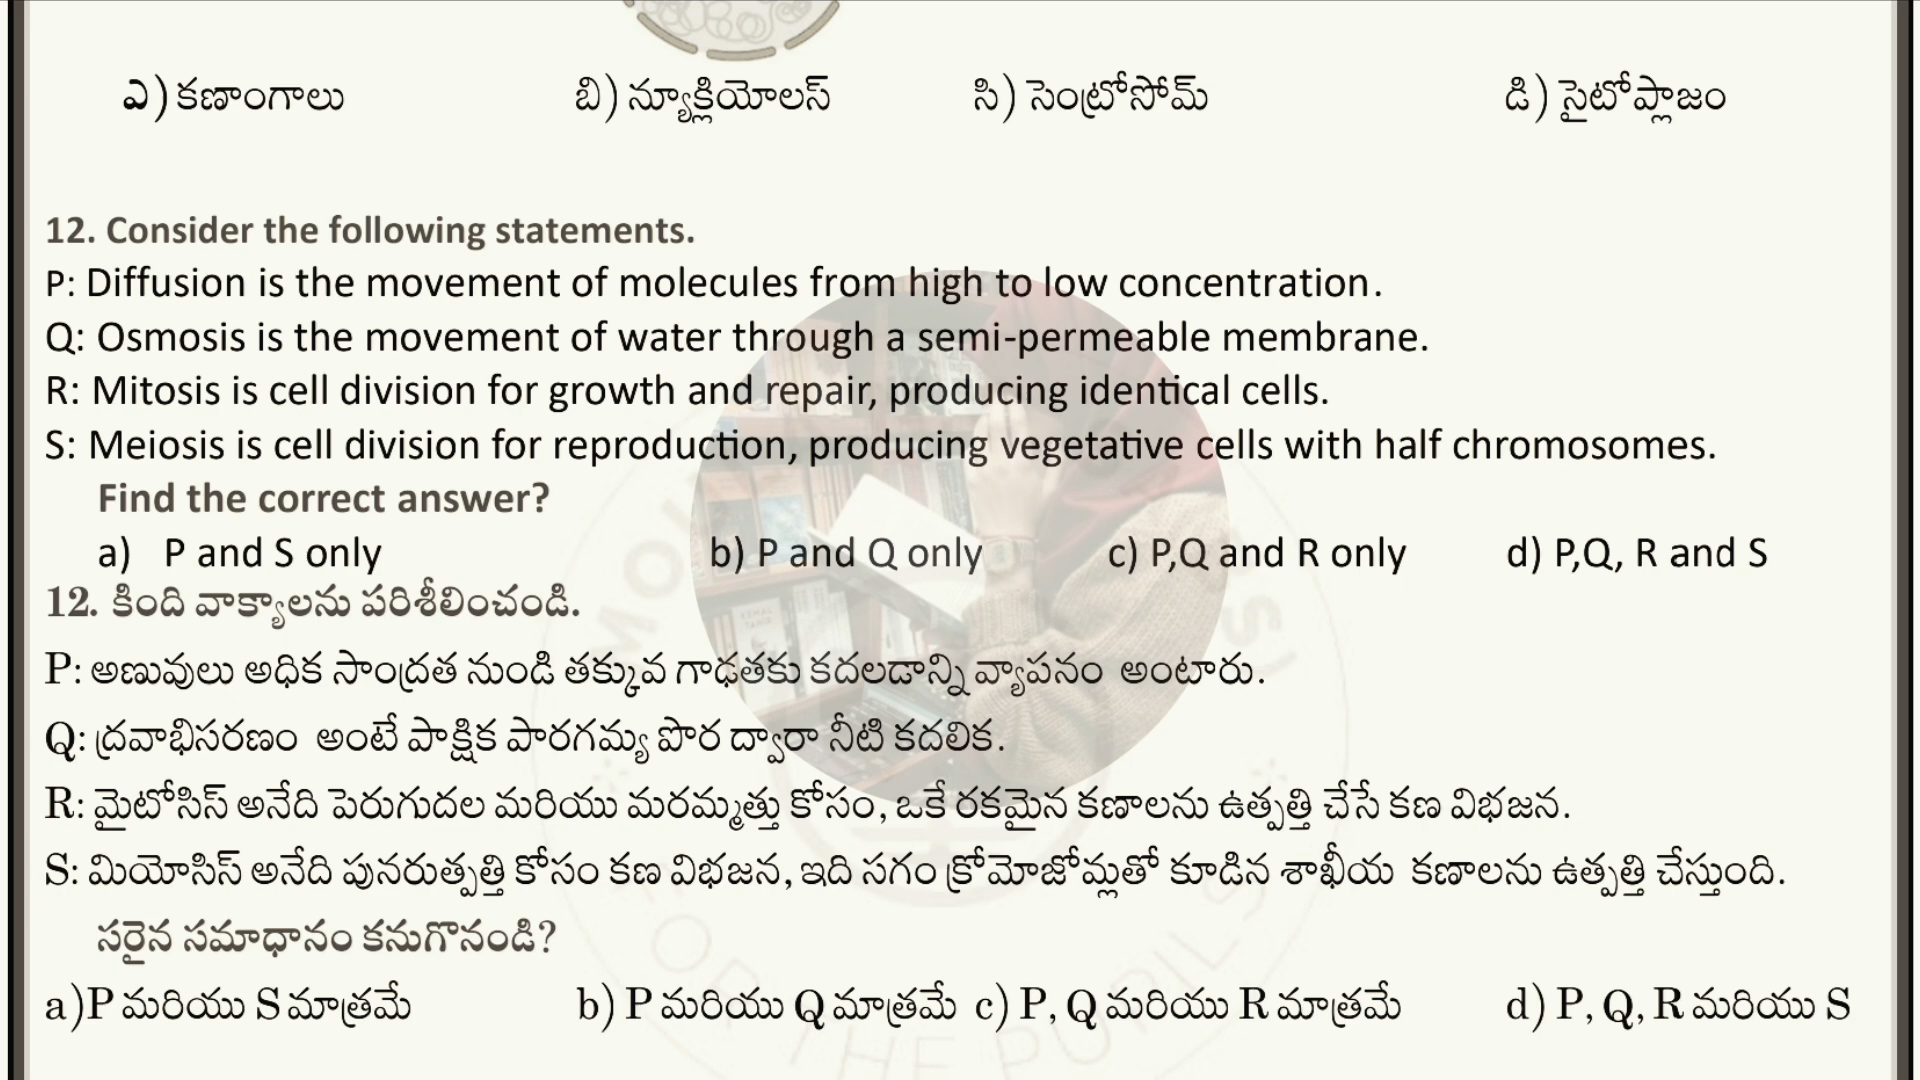 ఎ) కణాంగాలు బి) న్యూక్లియోలస్ సి) సెంట్రోసోమ్ డి) సైటోప్లాజం
12. Consider the following statements.
P: Diffusion is the movement of molecules from high to low concentration.
Q: Osmosis is the movement of water through a semi-permeable membrane.
R: Mitosis is cell division for growth and repair, producing identical cells.
S: Meiosis is cell division for reproduction, producing vegetative cells with half chromosomes.
Find the correct answer?
a) P and S only b) P and Q only c) P,Q and R only d) P,Q, R and S
12. కింది వాక్యాలను పరిశీలించండి.
P: అణువులు అధిక సాంద్రత నుండి తక్కువ గాఢతకు కదలడాన్ని వ్యాపనం అంటారు.
Q: ద్రవాభిసరణం అంటే పాక్షిక పారగమ్య పొర ద్వారా నీటి కదలిక.
R: మైటోసిస్ అనేది పెరుగుదల మరియు మరమ్మత్తు కోసం, ఒకే రకమైన కణాలను ఉత్పత్తి చేసే కణ విభజన.
S: మియోసిస్ అనేది పునరుత్పత్తి కోసం కణ విభజన, ఇది సగం క్రోమోజోమ్లతో కూడిన శాఖీయ కణాలను ఉత్పత్తి చేస్తుంది.
సరైన సమాధానం కనుగొనండి?
a)P మరియు S మాత్రమే b) P మరియు Q మాత్రమే c) P, Q మరియు R మాత్రమే d) P, Q, R మరియు S
FOR THE PUPILS